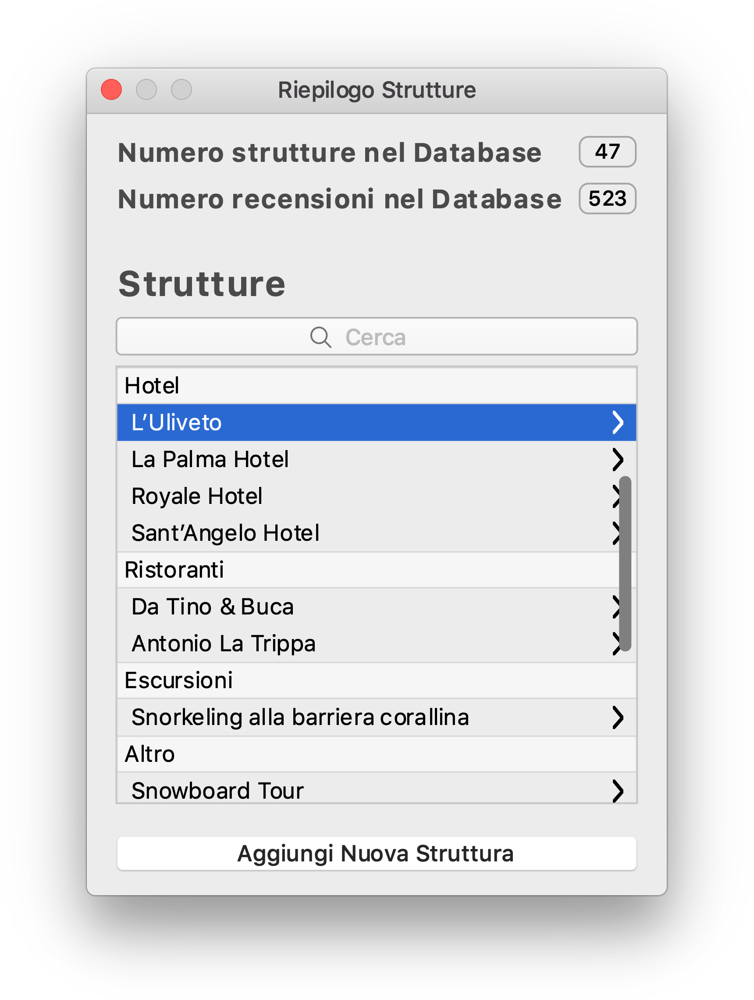 Riepilogo Strutture
Numero strutture nel Database 47
Numero recensioni nel Database 523
Strutture
Cerca
Hotel
L’Uliveto
La Palma Hotel
Royale Hotel
Sant’Angelo Hotel
Ristoranti
Da Tino & Buca
Antonio La Trippa
Escursioni
Snorkeling alla barriera corallina
Altro
Snowboard Tour
Aggiungi Nuova Struttura